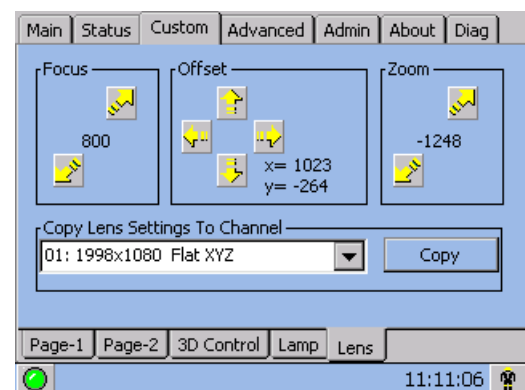 Main Status Custom Advanced Admin About Diag
Focus Offset Zoom
800 -1248
x= 1023
y= -264
Copy Lens Settings To Channel
01: 1998x1080 Flat XYZ Copy
Page-1 Page-2 3D Control Lamp Lens
11:11:06